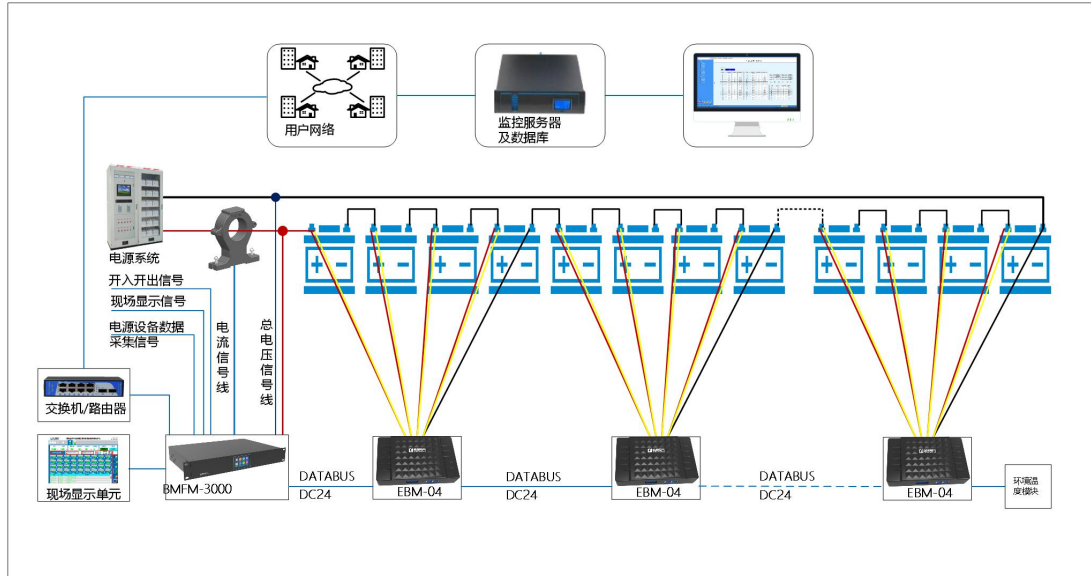 用户网络
监控服务器
及数据库
电源系统
开入开出信号
现场显示信号
电源设备数据
采集信号
电流信号线
总电压信号线
交换机/路由器
现场显示单元
BMFM-3000
DATABUS
DC24
EBM-04
DATABUS
DC24
EBM-04
DATABUS
DC24
EBM-04
环境温
度模块